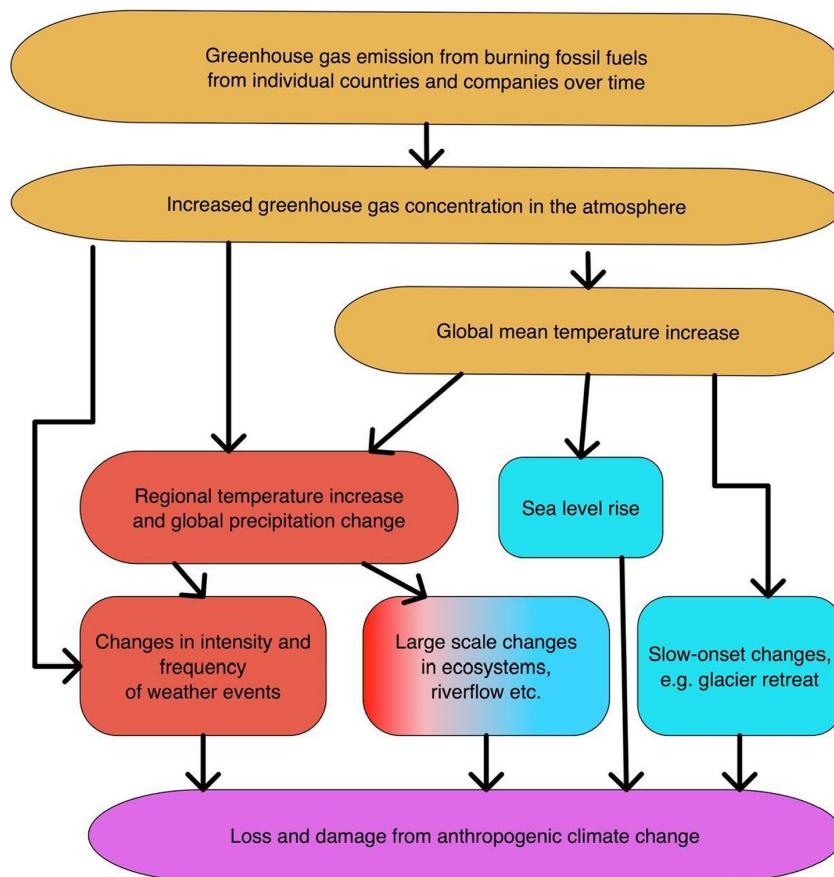 Greenhouse gas emission from burning fossil fuels
from individual countries and companies over time
Increased greenhouse gas concentration in the atmosphere
Global mean temperature increase
Regional temperature increase
and global precipitation change
Sea level rise
Changes in intensity and
frequency
of weather events
Large scale changes
in ecosystems,
riverflow etc.
Slow-onset changes,
e.g. glacier retreat
Loss and damage from anthropogenic climate change